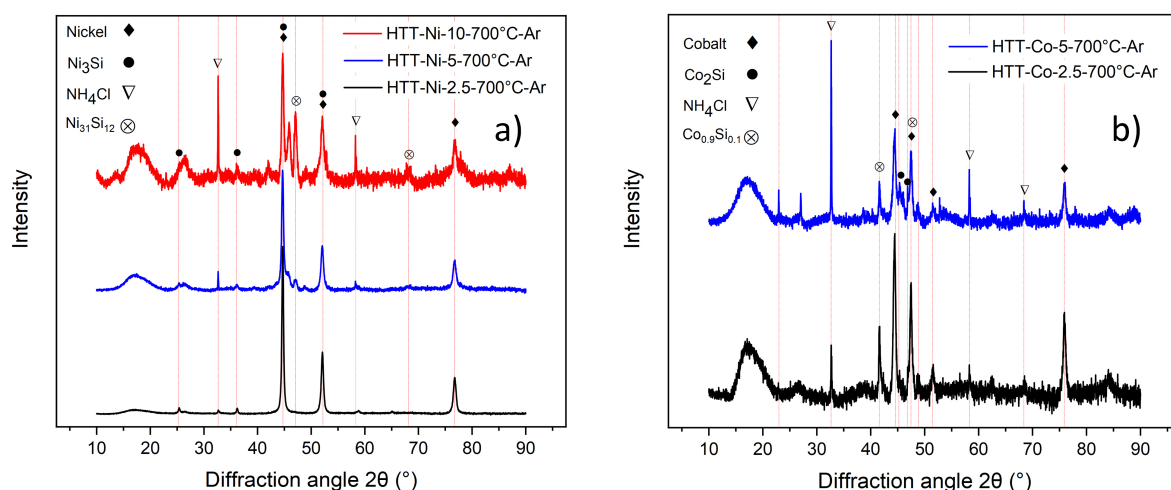 Nickel ♦
Ni3Si ●
NH4Cl ▽
Ni31Si12 ⊗
HTT-Ni-10-700°C-Ar
HTT-Ni-5-700°C-Ar
HTT-Ni-2.5-700°C-Ar
a)
Intensity
10 20 30 40 50 60 70 80 90
Diffraction angle 2θ (°)
Cobalt ♦
Co2Si ●
NH4Cl ▽
Co0.9Si0.1 ⊗
HTT-Co-5-700°C-Ar
HTT-Co-2.5-700°C-Ar
b)
Intensity
10 20 30 40 50 60 70 80 90
Diffraction angle 2θ (°)